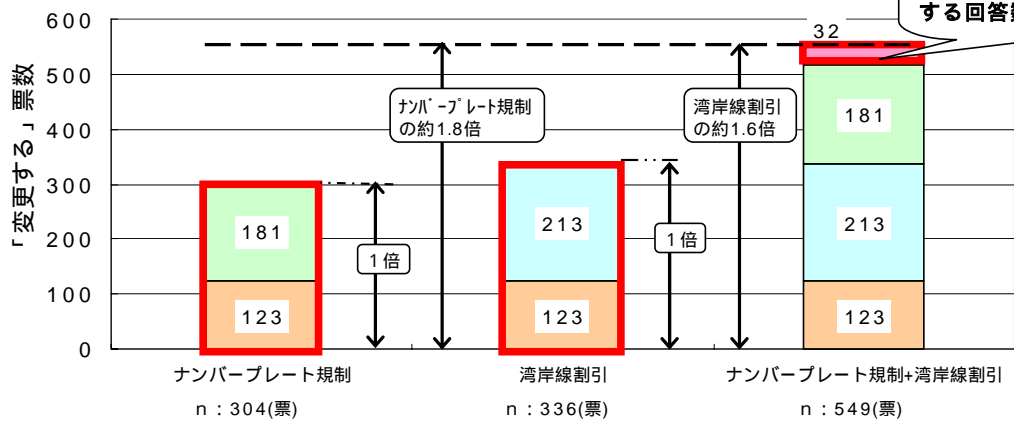 する回答
600
500
400
300
200
100
0
「変更する」票数
32
ﾅﾝﾊﾞｰﾌﾟﾚｰﾄ規制
の約1.8倍
湾岸線割引
の約1.6倍
181
181
213
213
1倍
1倍
123
123
123
ナンバープレート規制
湾岸線割引
ナンバープレート規制+湾岸線割引
n：304(票)
n：336(票)
n：549(票)